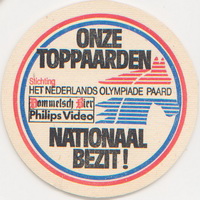 ONZE
TOPPAARDEN
Stichting
HET NEDERLANDS OLYMPIADE PAARD
Dommelsch Bier
Philips Video
NATIONAAL
BEZIT!